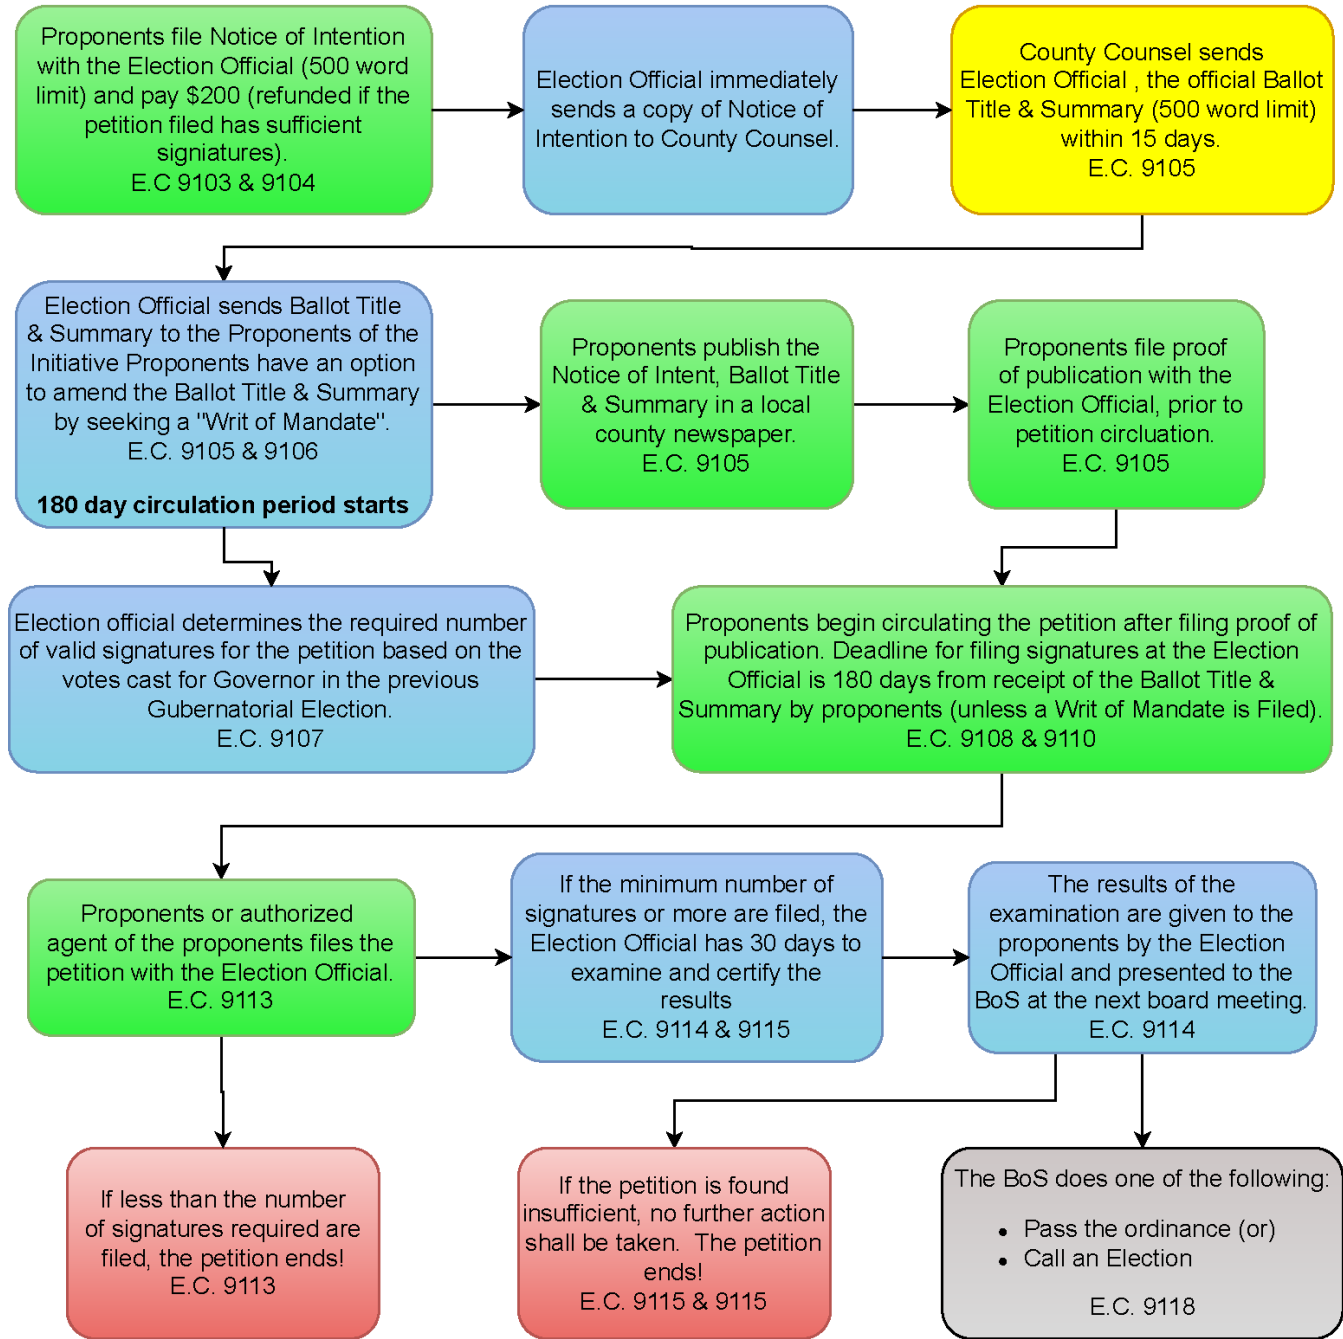 Proponents file Notice of Intention
with the Election Official (500 word
limit) and pay $200 (refunded if the
petition filed has sufficient
signiatures).
E.C 9103 & 9104
Election Official immediately
sends a copy of Notice of
Intention to County Counsel.
County Counsel sends
Election Official , the official Ballot
Title & Summary (500 word limit)
within 15 days.
E.C. 9105
Election Official sends Ballot Title
& Summary to the Proponents of the
Initiative Proponents have an option
to amend the Ballot Title & Summary
by seeking a "Writ of Mandate".
E.C. 9105 & 9106
180 day circulation period starts
Proponents publish the
Notice of Intent, Ballot Title
& Summary in a local
county newspaper.
E.C. 9105
Proponents file proof
of publication with the
Election Official, prior to
petition circluation.
E.C. 9105
Election official determines the required number
of valid signatures for the petition based on the
votes cast for Governor in the previous
Gubernatorial Election.
E.C. 9107
Proponents begin circulating the petition after filing proof of
publication. Deadline for filing signatures at the Election
Official is 180 days from receipt of the Ballot Title &
Summary by proponents (unless a Writ of Mandate is Filed).
E.C. 9108 & 9110
Proponents or authorized
agent of the proponents files the
petition with the Election Official.
E.C. 9113
If the minimum number of
signatures or more are filed, the
Election Official has 30 days to
examine and certify the
results
E.C. 9114 & 9115
The results of the
examination are given to the
proponents by the Election
Official and presented to the
BoS at the next board meeting.
E.C. 9114
If less than the number
of signatures required are
filed, the petition ends!
E.C. 9113
If the petition is found
insufficient, no further action
shall be taken.  The petition
ends!
E.C. 9115 & 9115
The BoS does one of the following:
• Pass the ordinance (or)
• Call an Election
E.C. 9118